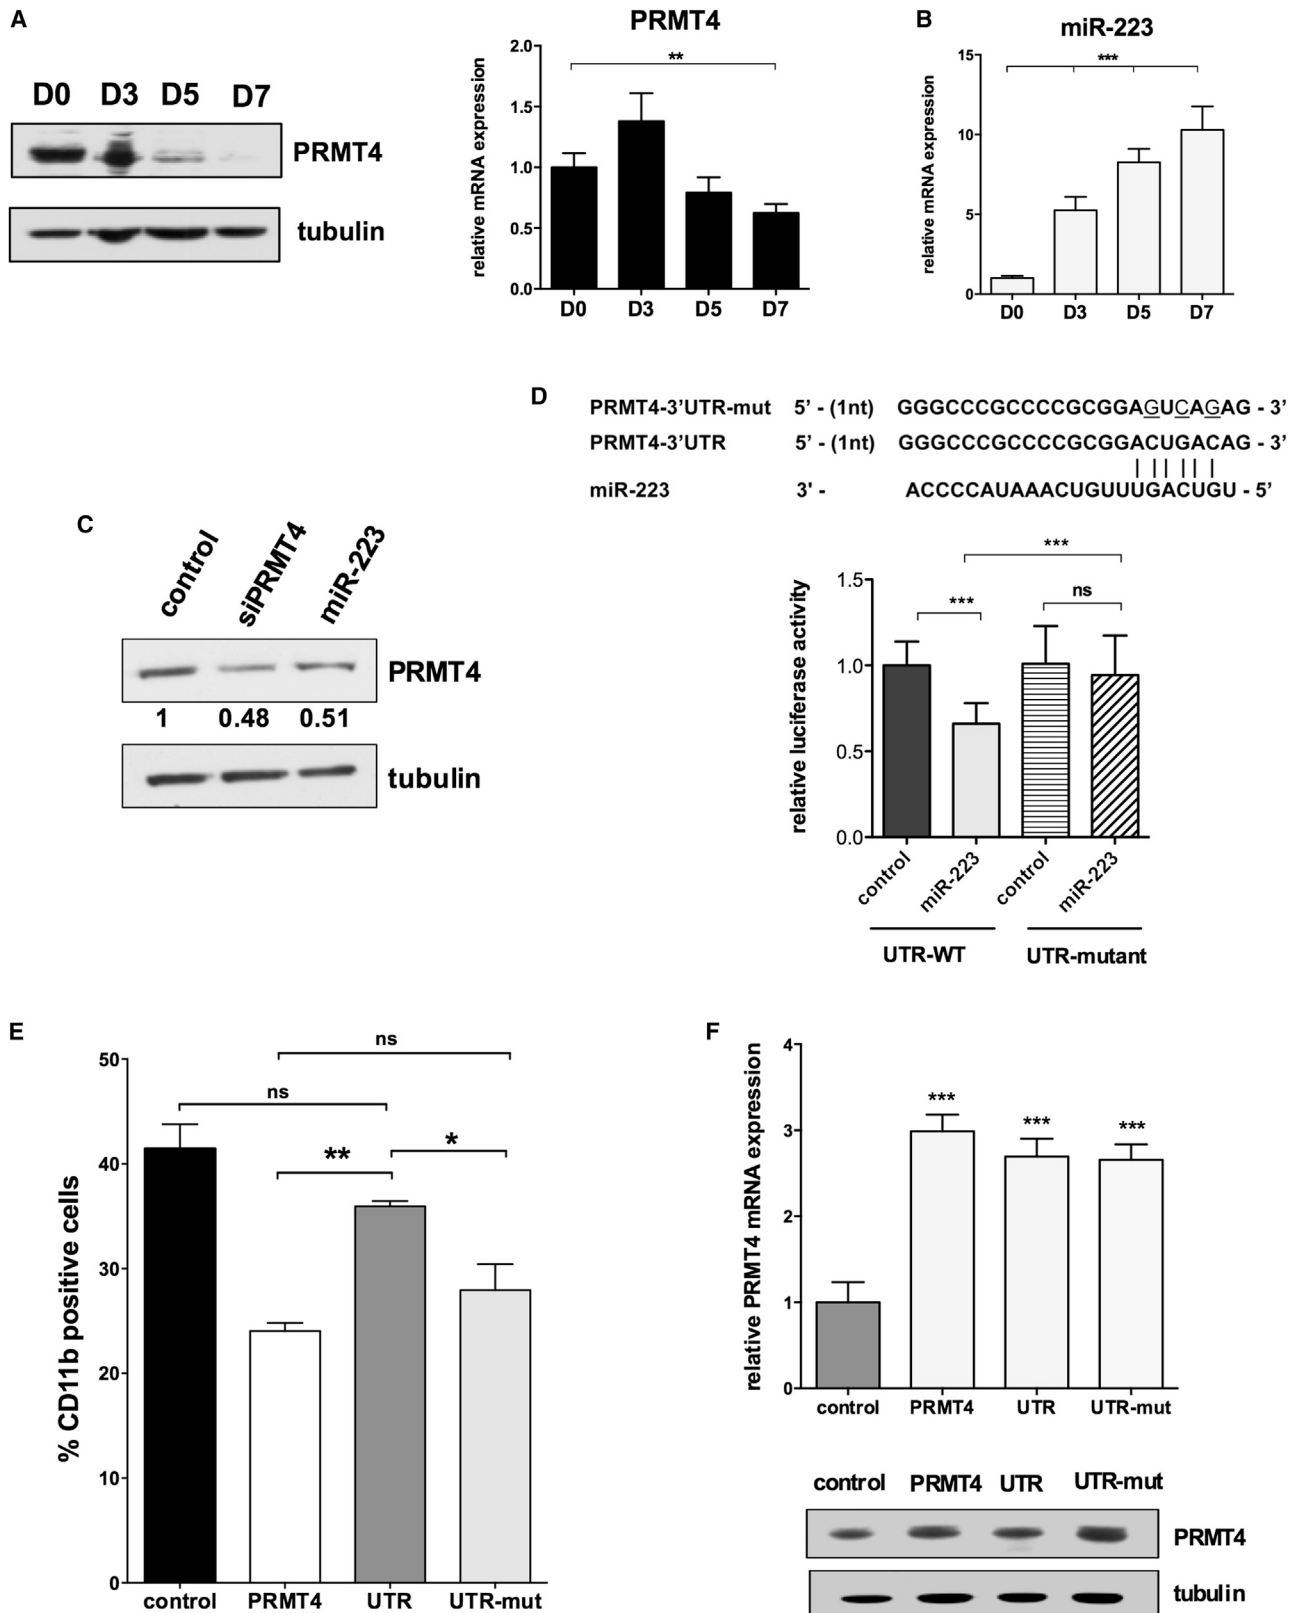 A
D0 D3 D5 D7
PRMT4
tubulin
PRMT4
relative mRNA expression
2.0
1.5
1.0
0.5
0.0
**
D0 D3 D5 D7
B
miR-223
relative mRNA expression
15
10
5
0
***
D0 D3 D5 D7
C
control siPRMT4 miR-223
PRMT4
1 0.48 0.51
tubulin
D
PRMT4-3’UTR-mut 5’ - (1nt) GGGCCCGCCCCGCGGAGUCAGAG - 3’
PRMT4-3’UTR 5’ - (1nt) GGGCCCGCCCCGCGGACUGACAG - 3’
miR-223 3' - ACCCCAUAAACUGUUUGACUGU - 5’
relative luciferase activity
1.5
1.0
0.5
0.0
***
***
ns
control miR-223 control miR-223
UTR-WT UTR-mutant
E
% CD11b positive cells
50
40
30
20
10
0
ns
ns
**
*
control PRMT4 UTR UTR-mut
F
relative PRMT4 mRNA expression
4
3
2
1
0
*** *** ***
control PRMT4 UTR UTR-mut
control PRMT4 UTR UTR-mut
PRMT4
tubulin